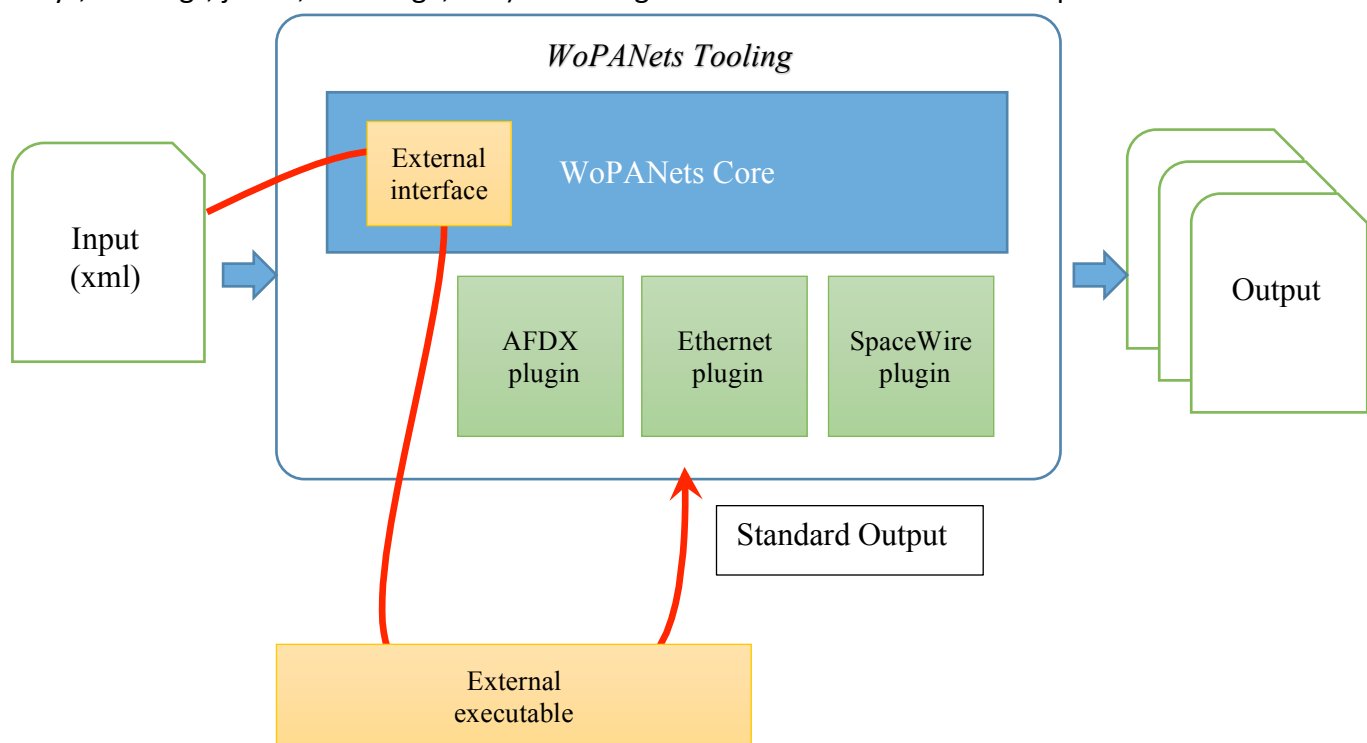 WoPANets Tooling
External
interface
WoPANets Core
Input
(xml)
AFDX
plugin
Ethernet
plugin
SpaceWire
plugin
Output
Standard Output
External
executable